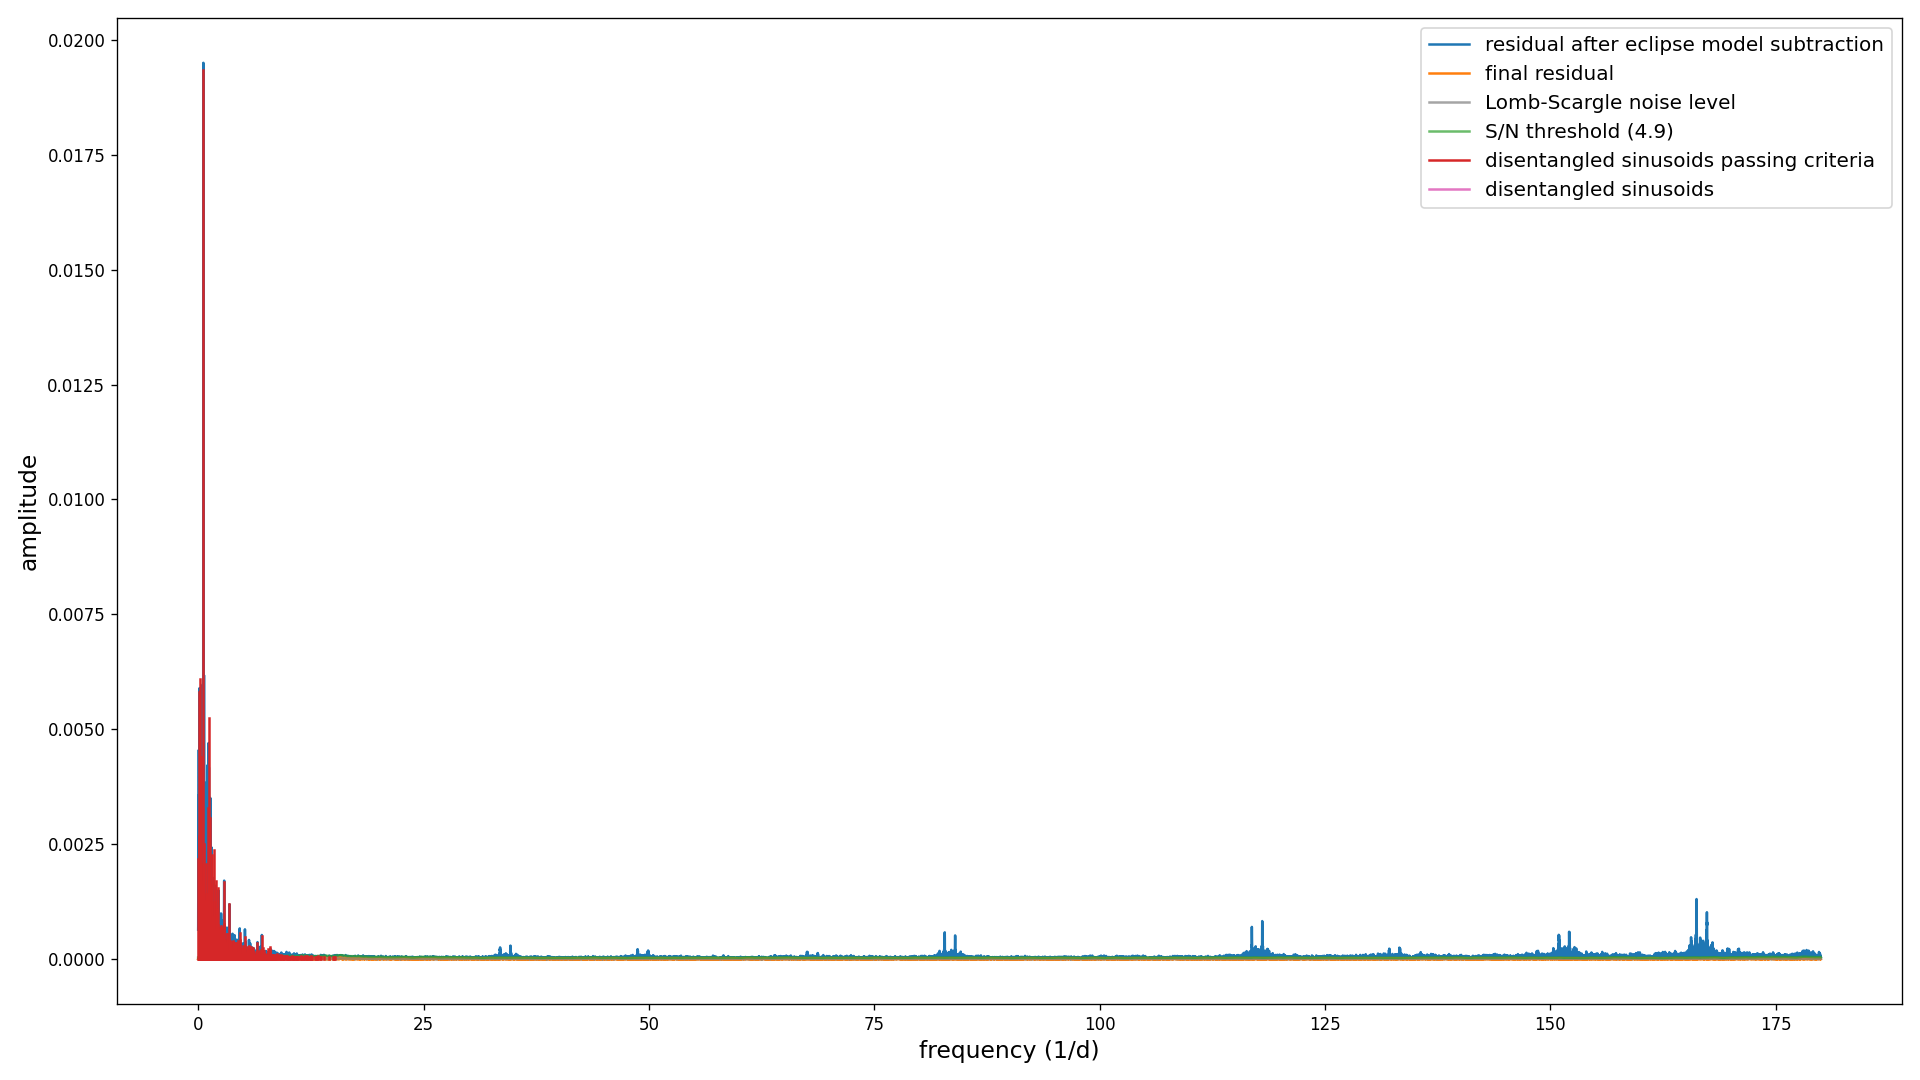 0.0200
0.0175
0.0150
0.0125
0.0100
0.0075
0.0050
0.0025
0.0000
amplitude
0 25 50 75 100 125 150 175
frequency (1/d)
residual after eclipse model subtraction
final residual
Lomb-Scargle noise level
S/N threshold (4.9)
disentangled sinusoids passing criteria
disentangled sinusoids